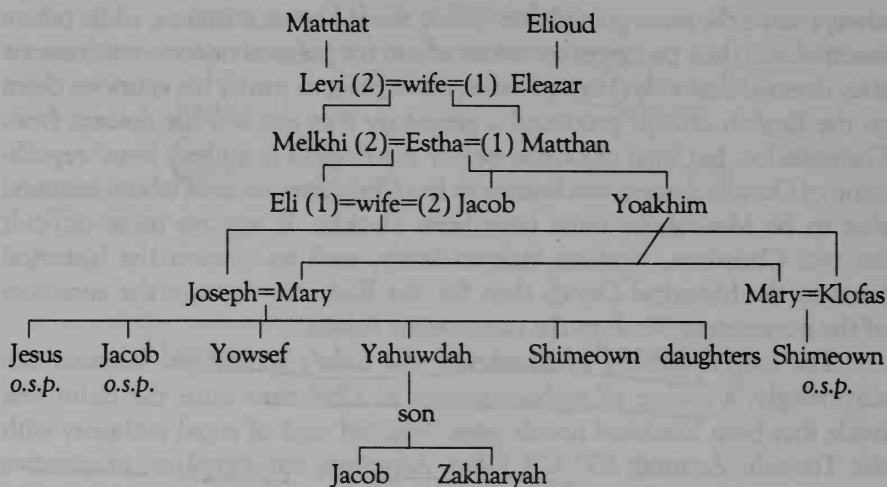 Matthat Elioud
Levi (2)=wife=(1) Eleazar
Melkhi (2)=Estha=(1) Matthan
Eli (1)=wife=(2) Jacob Yoakhim
Joseph=Mary Mary=Klofas
Jesus Jacob Yowsef Yahuwdah Shimeown daughters Shimeown
o.s.p. o.s.p. o.s.p.
son
Jacob Zakharyah